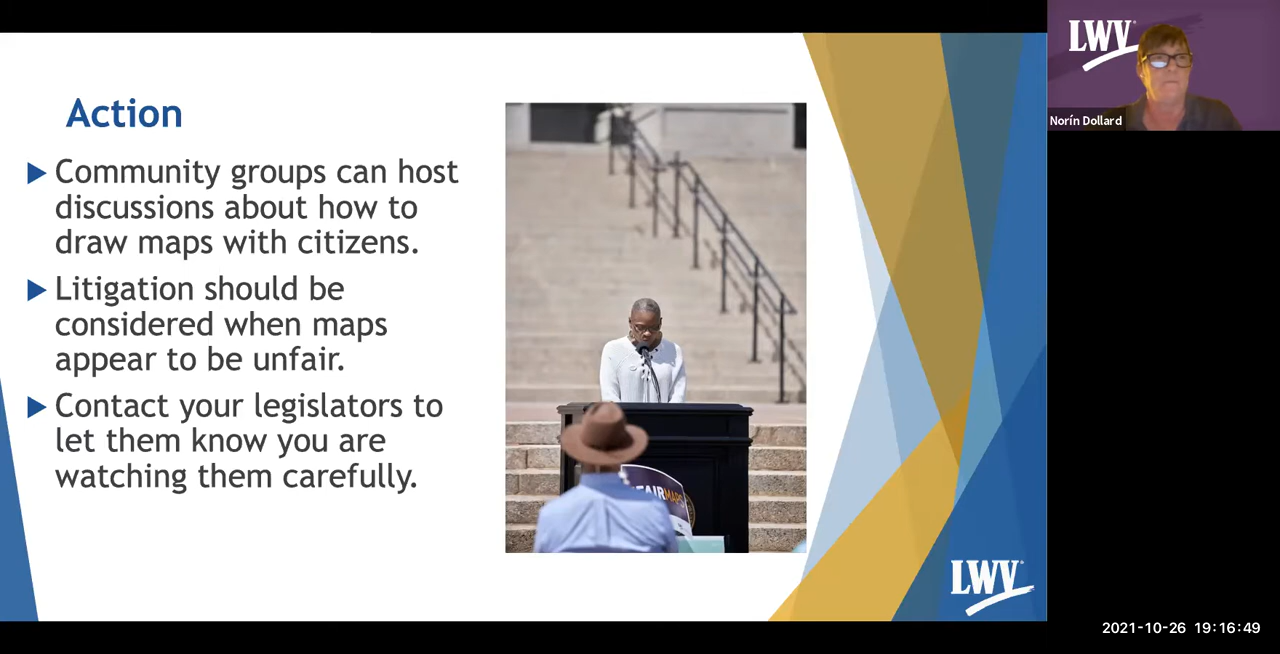 Action
Community groups can host
discussions about how to
draw maps with citizens.
Litigation should be
considered when maps
appear to be unfair.
Contact your legislators to
let them know you are
watching them carefully.
FAIRMAPS
LWV
LWV
Norín Dollard
2021-10-26 19:16:49